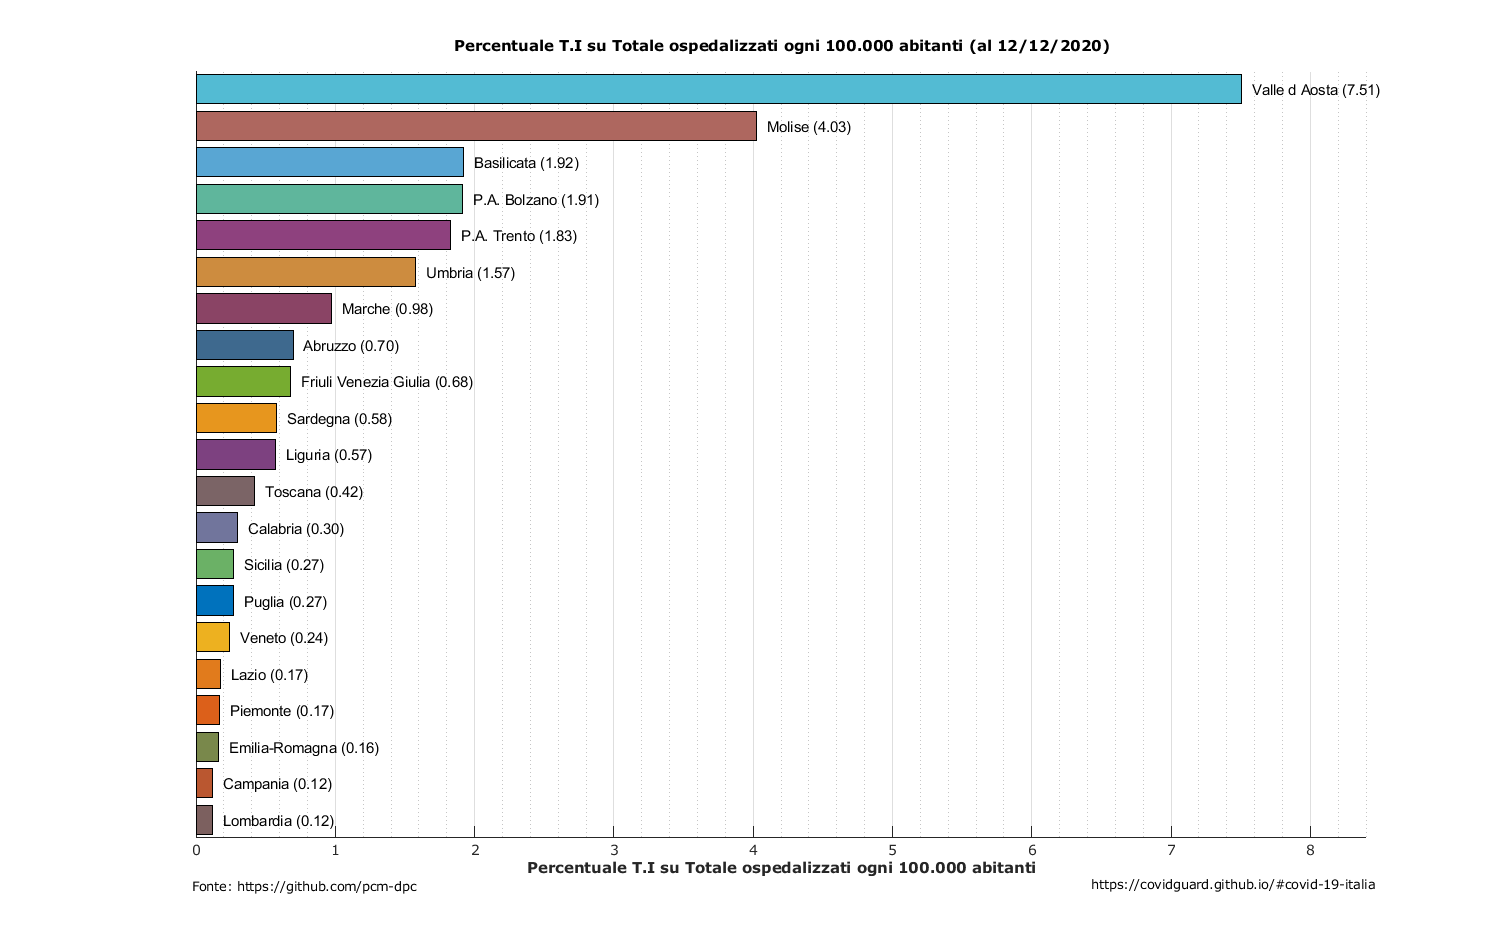 Percentuale T.I su Totale ospedalizzati ogni 100.000 abitanti (al 12/12/2020)
Valle d Aosta (7.51)
Molise (4.03)
Basilicata (1.92)
P.A. Bolzano (1.91)
P.A. Trento (1.83)
Umbria (1.57)
Marche (0.98)
Abruzzo (0.70)
Friuli Venezia Giulia (0.68)
Sardegna (0.58)
Liguria (0.57)
Toscana (0.42)
Calabria (0.30)
Sicilia (0.27)
Puglia (0.27)
Veneto (0.24)
Lazio (0.17)
Piemonte (0.17)
Emilia-Romagna (0.16)
Campania (0.12)
Lombardia (0.12)
0 1 2 3 4 5 6 7 8
Percentuale T.I su Totale ospedalizzati ogni 100.000 abitanti
Fonte: https://github.com/pcm-dpc
https://covidguard.github.io/#covid-19-italia